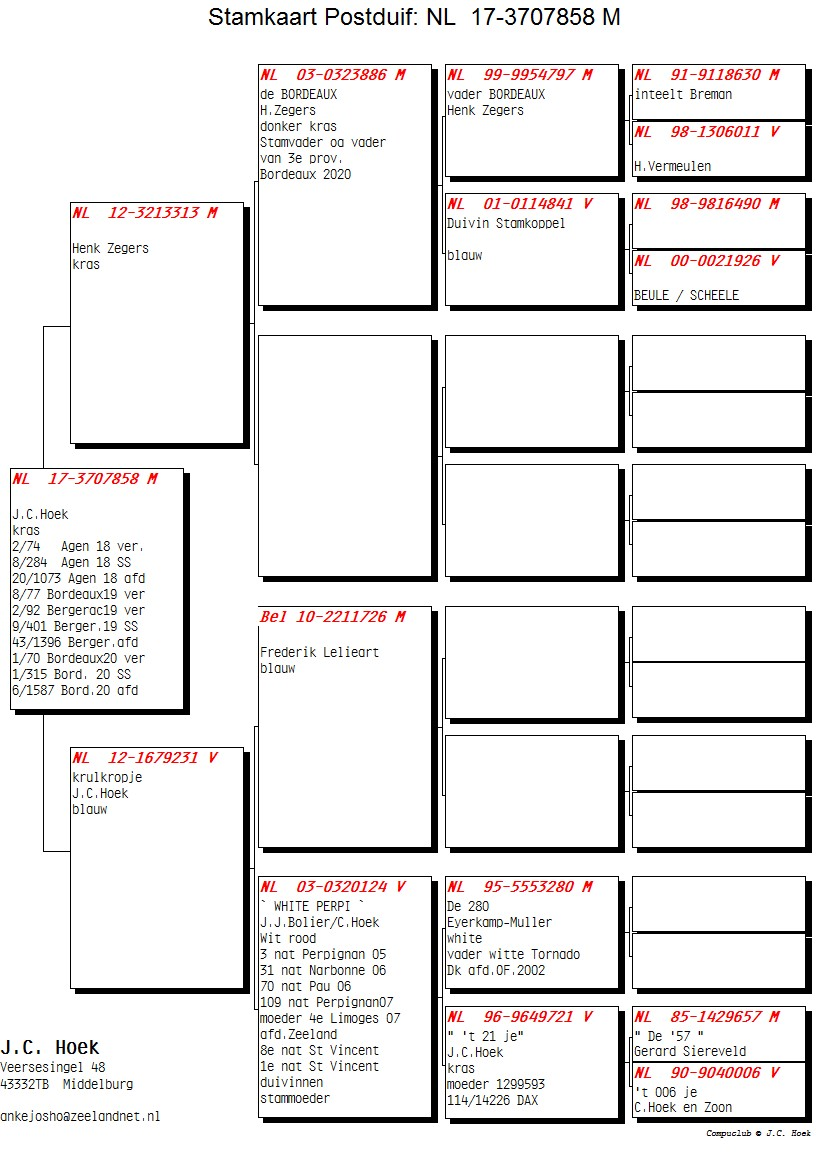 Stamkaart Postduif: NL 17-3707858 M
NL 17-3707858 M
J.C.Hoek
kras
2/74 Agen 18 ver.
8/284 Agen 18 SS
20/1073 Agen 18 afd
8/77 Bordeaux19 ver
2/92 Bergerac19 ver
9/401 Berger.19 SS
43/1396 Berger.afd
1/70 Bordeaux20 ver
1/315 Bord. 20 SS
6/1587 Bord.20 afd
NL 12-3213313 M
Henk Zegers
kras
NL 12-1679231 V
krulkropje
J.C.Hoek
blauw
NL 03-0323886 M
de BORDEAUX
H.Zegers
donker kras
Stamvader oa vader
van 3e prov.
Bordeaux 2020
Bel 10-2211726 M
Frederik Lelieart
blauw
NL 03-0320124 V
` WHITE PERPI `
J.J.Bolier/C.Hoek
Wit rood
3 nat Perpignan 05
31 nat Narbonne 06
70 nat Pau 06
109 nat Perpignan07
moeder 4e Limoges 07
afd.Zeeland
8e nat St Vincent
1e nat St Vincent
duivinnen
stammoeder
NL 99-9954797 M
vader BORDEAUX
Henk Zegers
NL 01-0114841 V
Duivin Stamkoppel
blauw
NL 95-5553280 M
De 280
Eyerkamp-Muller
white
vader witte Tornado
Dk afd.OF.2002
NL 96-9649721 V
" 't 21 je"
J.C.Hoek
kras
moeder 1299593
114/14226 DAX
NL 91-9118630 M
inteelt Breman
NL 98-1306011 V
H.Vermeulen
NL 98-9816490 M
NL 00-0021926 V
BEULE / SCHEELE
NL 85-1429657 M
" De '57 "
Gerard Siereveld
NL 90-9040006 V
't 006 je
C.Hoek en Zoon
J.C. Hoek
Veersesingel 48
43332TB Middelburg
ankejosho@zeelandnet.nl
Compuclub © J.C. Hoek